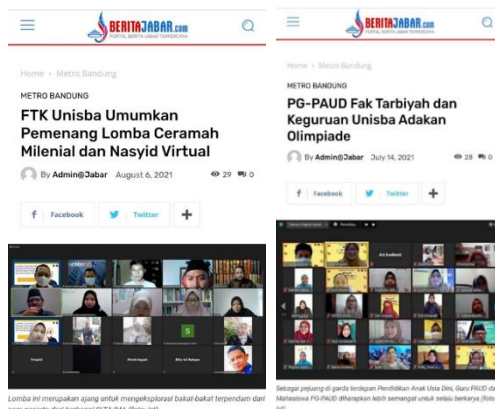 BERITAJABAR.com
PORTAL BERITA JABAR TERPERCAYA
Home › Metro Bandung
METRO BANDUNG
FTK Unisba Umumkan
Pemenang Lomba Ceramah
Milenial dan Nasyid Virtual
By Admin@Jabar August 6, 2021 29 0
Facebook Twitter +
S
Lomba ini merupakan ajang untuk mengeksplorasi bakat-bakat terpendam dari
BERITAJABAR.com
PORTAL BERITA JABAR TERPERCAYA
Home › Metro Bandung
METRO BANDUNG
PG-PAUD Fak Tarbiyah dan
Keguruan Unisba Adakan
Olimpiade
By Admin@Jabar July 14, 2021 28 0
Facebook Twitter +
Sebagai pejuang di garda terdepan Pendidikan Anak Usia Dini, Guru PAUD dan
Mahasiswa PG-PAUD diharapkan lebih semangat untuk selalu berkarya.(foto: